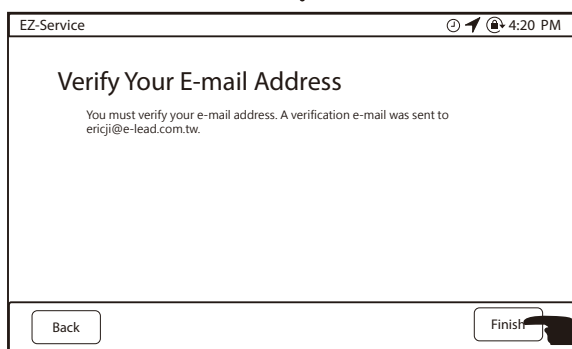 EZ-Service 4:20 PM
Verify Your E-mail Address
You must verify your e-mail address. A verification e-mail was sent to
ericji@e-lead.com.tw.
Back Finish